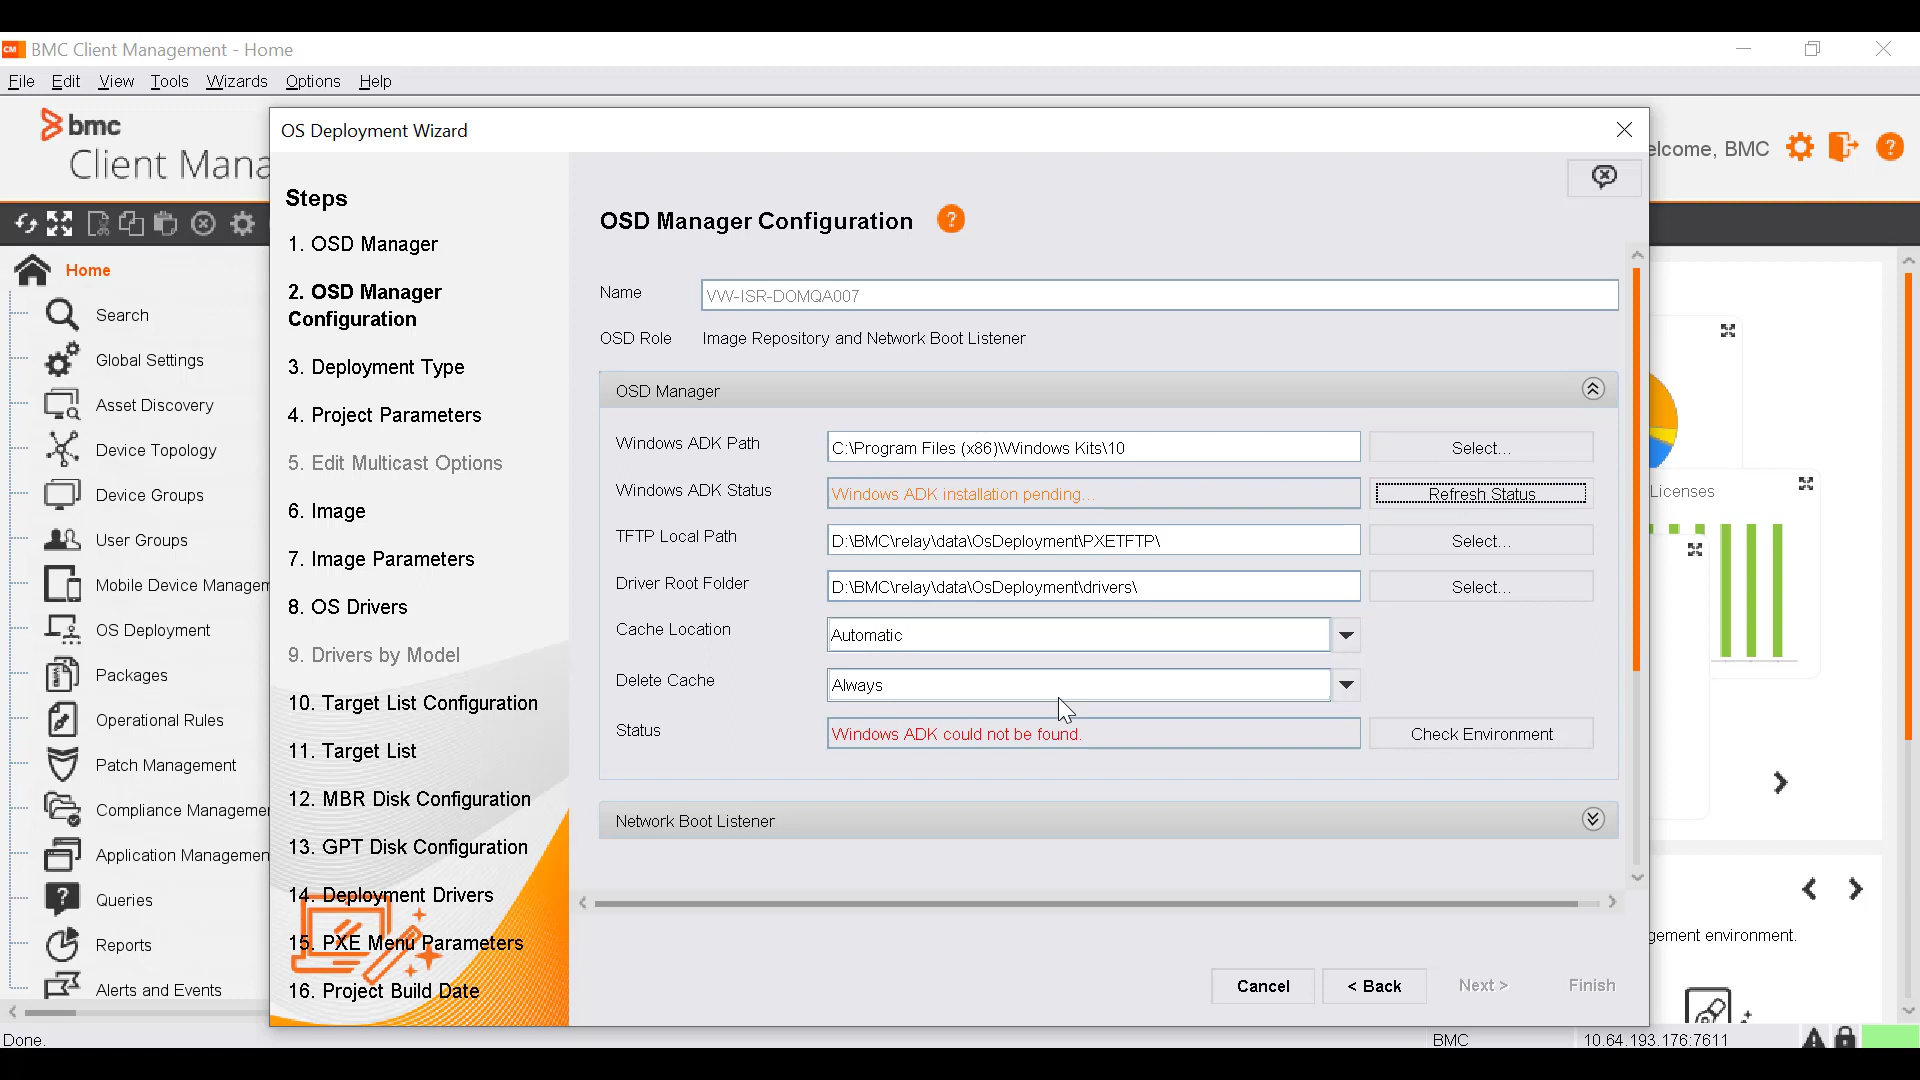 BMC Client Management - Home
File Edit View Tools Wizards Options Help
bmc
Client Mana
elcome, BMC
Home
Search
Global Settings
Asset Discovery
Device Topology
Device Groups
User Groups
Mobile Device Managem
OS Deployment
Packages
Operational Rules
Patch Management
Compliance Managemen
Application Managemen
Queries
Reports
Alerts and Events
OS Deployment Wizard
Steps
1. OSD Manager
2. OSD Manager
Configuration
3. Deployment Type
4. Project Parameters
5. Edit Multicast Options
6. Image
7. Image Parameters
8. OS Drivers
9. Drivers by Model
10. Target List Configuration
11. Target List
12. MBR Disk Configuration
13. GPT Disk Configuration
14. Deployment Drivers
15. PXE Menu Parameters
16. Project Build Date
OSD Manager Configuration ?
Name VW-ISR-DOMQA007
OSD Role Image Repository and Network Boot Listener
OSD Manager
Windows ADK Path C:\Program Files (x86)\Windows Kits\10 Select...
Windows ADK Status Windows ADK installation pending... Refresh Status
TFTP Local Path D:\BMC\relay\data\OsDeployment\PXETFTP\ Select...
Driver Root Folder D:\BMC\relay\data\OsDeployment\drivers\ Select...
Cache Location Automatic
Delete Cache Always
Status Windows ADK could not be found. Check Environment
Network Boot Listener
Cancel < Back Next > Finish
Licenses
gement environment.
Done. BMC 10.64.193.176:7611